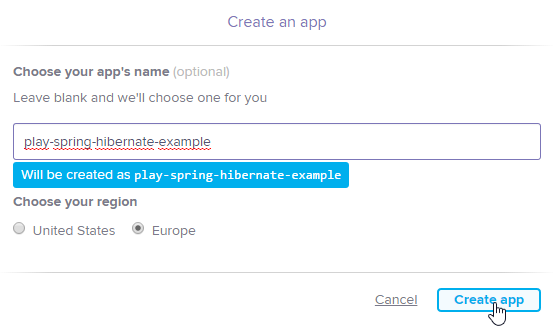 Create an app
Choose your app's name (optional)
Leave blank and we'll choose one for you
play-spring-hibernate-example
Will be created as play-spring-hibernate-example
Choose your region
United States Europe
Cancel Create app